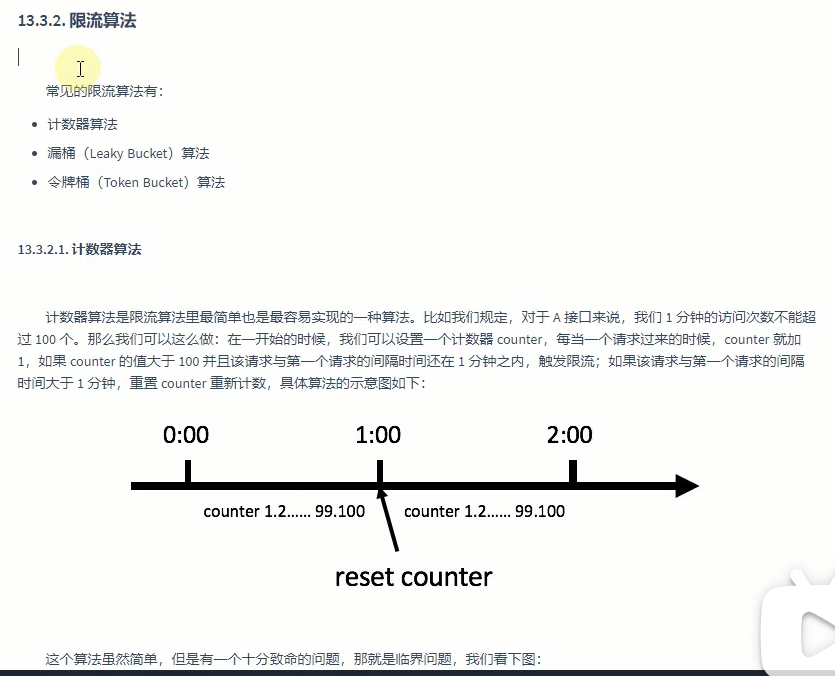 13.3.2. 限流算法
常见的限流算法有：
计数器算法
漏桶（Leaky Bucket）算法
令牌桶（Token Bucket）算法
13.3.2.1. 计数器算法
计数器算法是限流算法里最简单也是最容易实现的一种算法。比如我们规定，对于 A 接口来说，我们 1 分钟的访问次数不能超
过 100 个。那么我们可以这么做：在一开始的时候，我们可以设置一个计数器 counter，每当一个请求过来的时候，counter 就加
1，如果 counter 的值大于 100 并且该请求与第一个请求的间隔时间还在 1 分钟之内，触发限流；如果该请求与第一个请求的间隔
时间大于 1 分钟，重置 counter 重新计数，具体算法的示意图如下：
0:00 1:00 2:00
counter 1.2...... 99.100 counter 1.2...... 99.100
reset counter
这个算法虽然简单，但是有一个十分致命的问题，那就是临界问题，我们看下图：